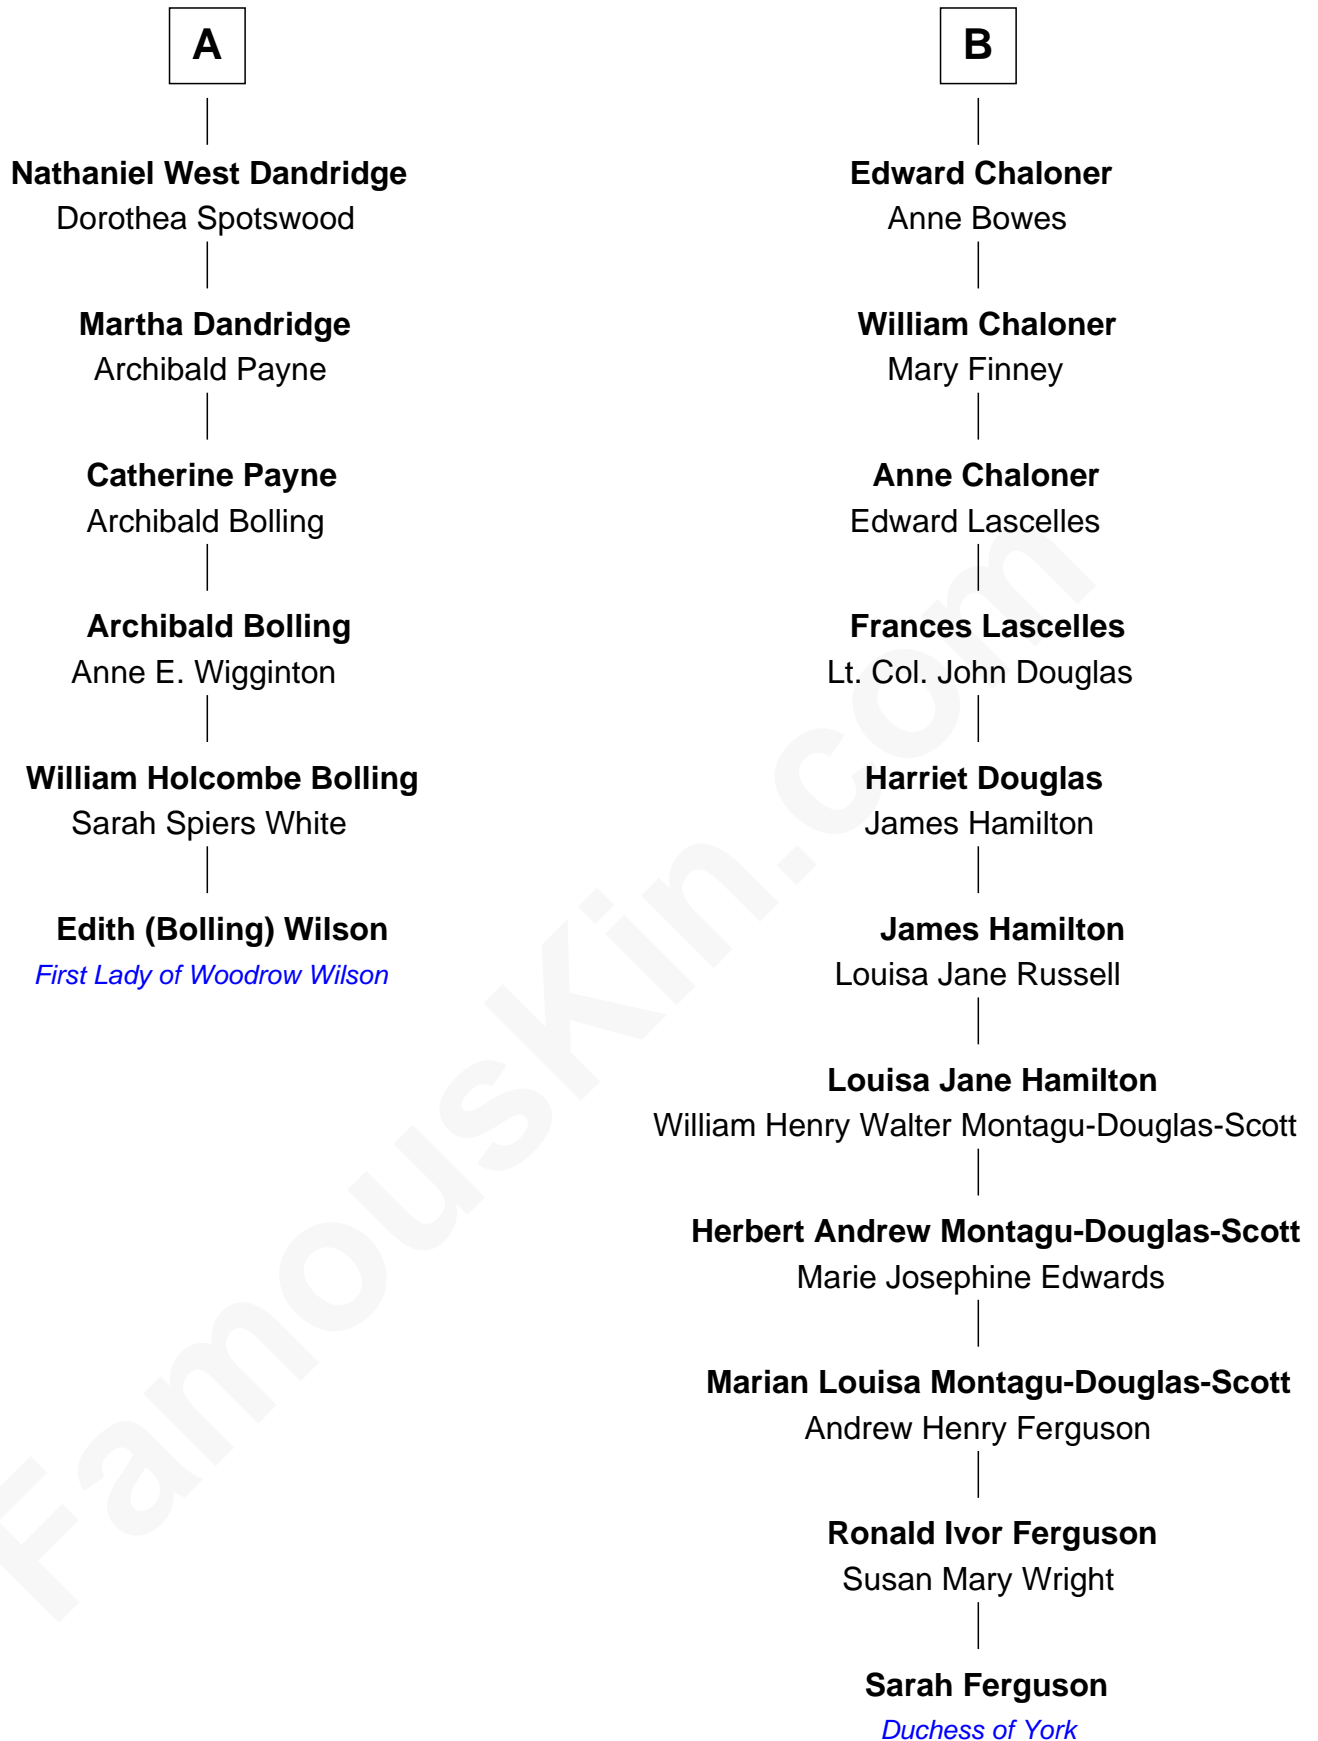 A
Nathaniel West Dandridge
Dorothea Spotswood
Martha Dandridge
Archibald Payne
Catherine Payne
Archibald Bolling
Archibald Bolling
Anne E. Wigginton
William Holcombe Bolling
Sarah Spiers White
Edith (Bolling) Wilson
First Lady of Woodrow Wilson
B
Edward Chaloner
Anne Bowes
William Chaloner
Mary Finney
Anne Chaloner
Edward Lascelles
Frances Lascelles
Lt. Col. John Douglas
Harriet Douglas
James Hamilton
James Hamilton
Louisa Jane Russell
Louisa Jane Hamilton
William Henry Walter Montagu-Douglas-Scott
Herbert Andrew Montagu-Douglas-Scott
Marie Josephine Edwards
Marian Louisa Montagu-Douglas-Scott
Andrew Henry Ferguson
Ronald Ivor Ferguson
Susan Mary Wright
Sarah Ferguson
Duchess of York
FamousKin.com